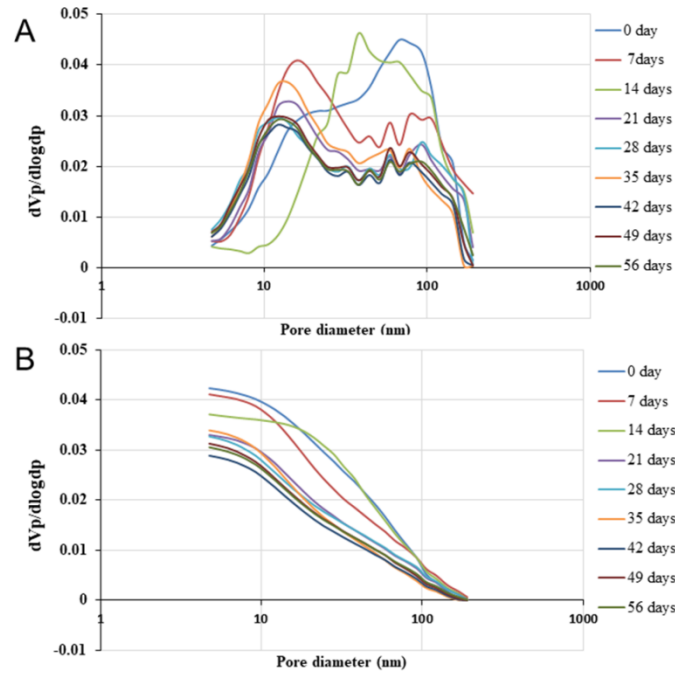 A
0.05
0.04
0.03
0.02
0.01
0
-0.01
dVp/dlogdp
1 10 100 1000
Pore diameter (nm)
0 day
7days
14 days
21 days
28 days
35 days
42 days
49 days
56 days
B
0.05
0.04
0.03
0.02
0.01
0
-0.01
dVp/dlogdp
1 10 100 1000
Pore diameter (nm)
0 day
7 days
14 days
21 days
28 days
35 days
42 days
49 days
56 days